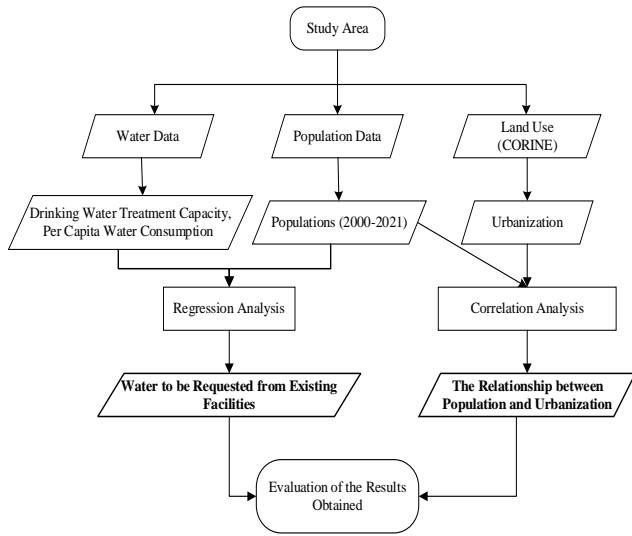 Study Area
Water Data
Population Data
Land Use
(CORINE)
Drinking Water Treatment Capacity,
Per Capita Water Consumption
Populations (2000-2021)
Urbanization
Regression Analysis
Correlation Analysis
Water to be Requested from Existing
Facilities
The Relationship between
Population and Urbanization
Evaluation of the Results
Obtained